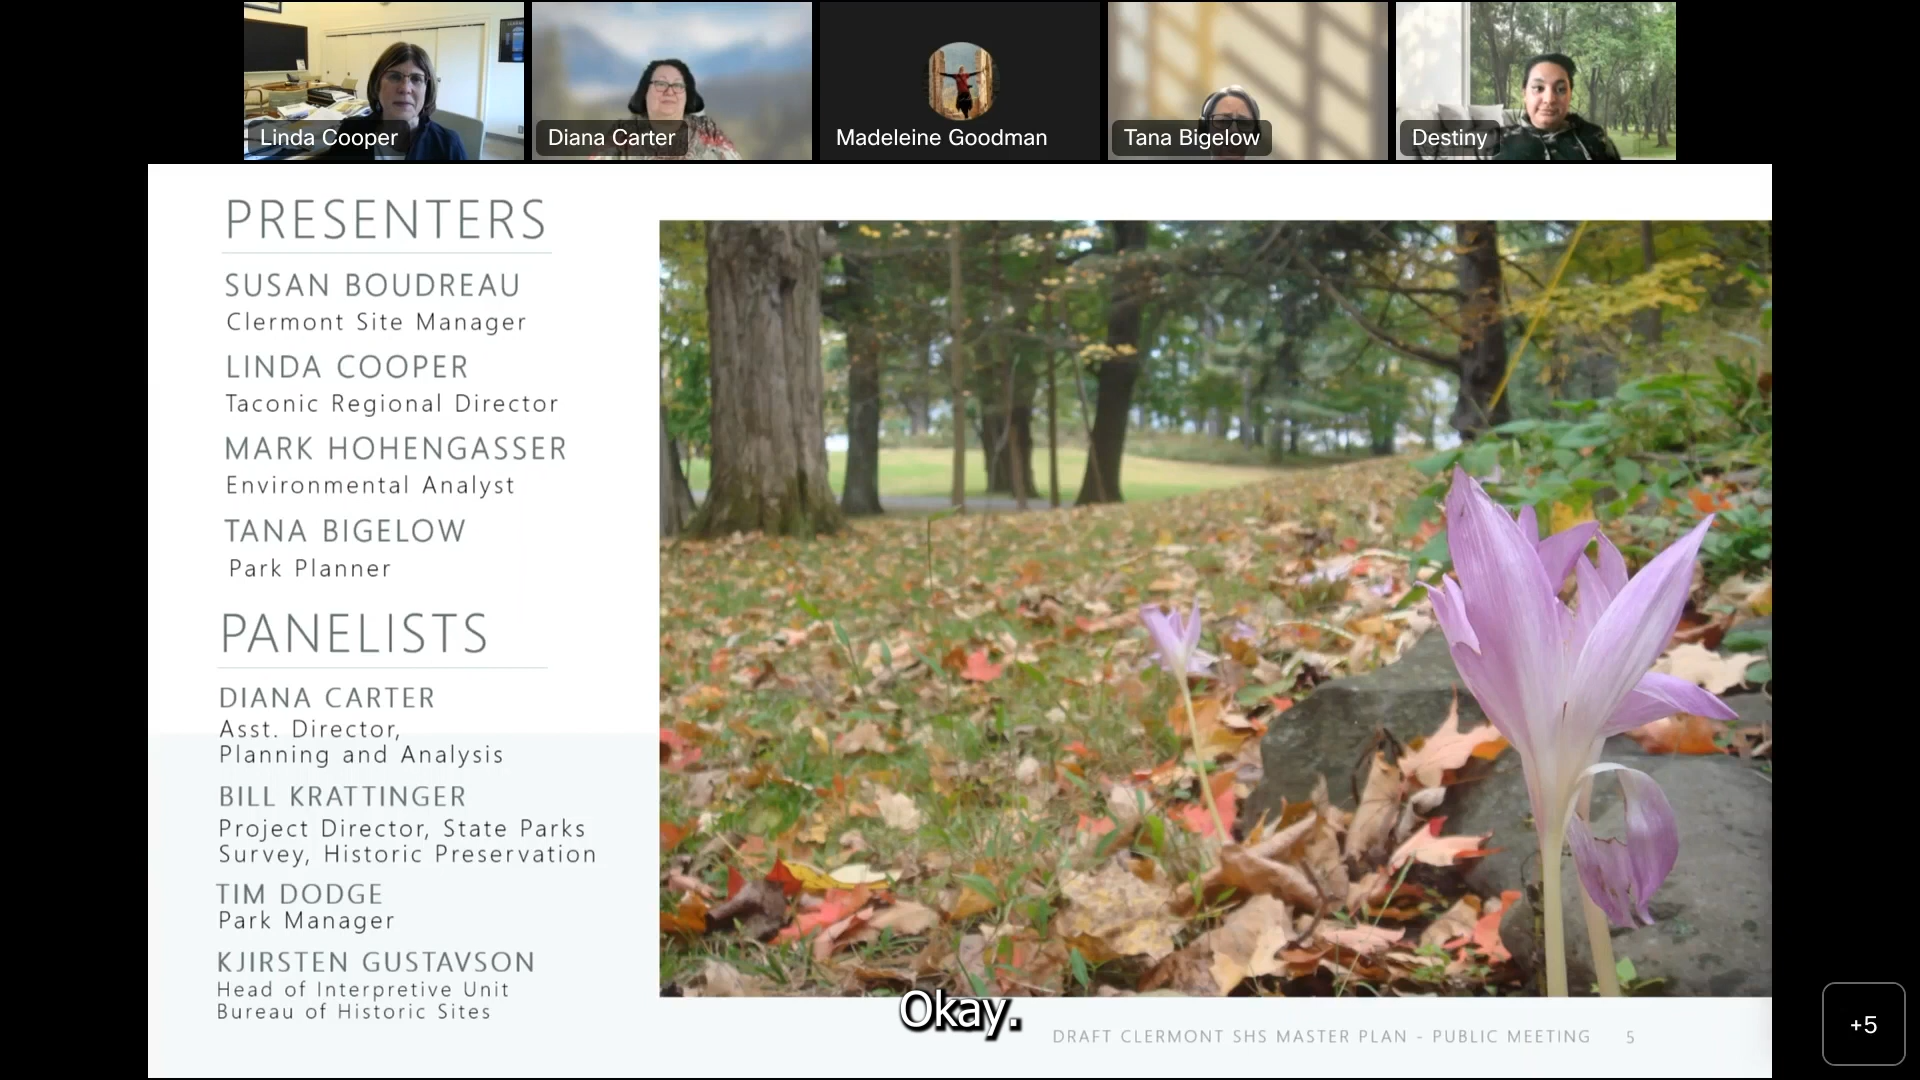 Linda Cooper
Diana Carter
Madeleine Goodman
Tana Bigelow
Destiny
PRESENTERS
SUSAN BOUDREAU
Clermont Site Manager
LINDA COOPER
Taconic Regional Director
MARK HOHENGASSER
Environmental Analyst
TANA BIGELOW
Park Planner
PANELISTS
DIANA CARTER
Asst. Director,
Planning and Analysis
BILL KRATTINGER
Project Director, State Parks
Survey, Historic Preservation
TIM DODGE
Park Manager
KJIRSTEN GUSTAVSON
Head of Interpretive Unit
Bureau of Historic Sites
Okay.
DRAFT CLERMONT SHS MASTER PLAN - PUBLIC MEETING 5
+5